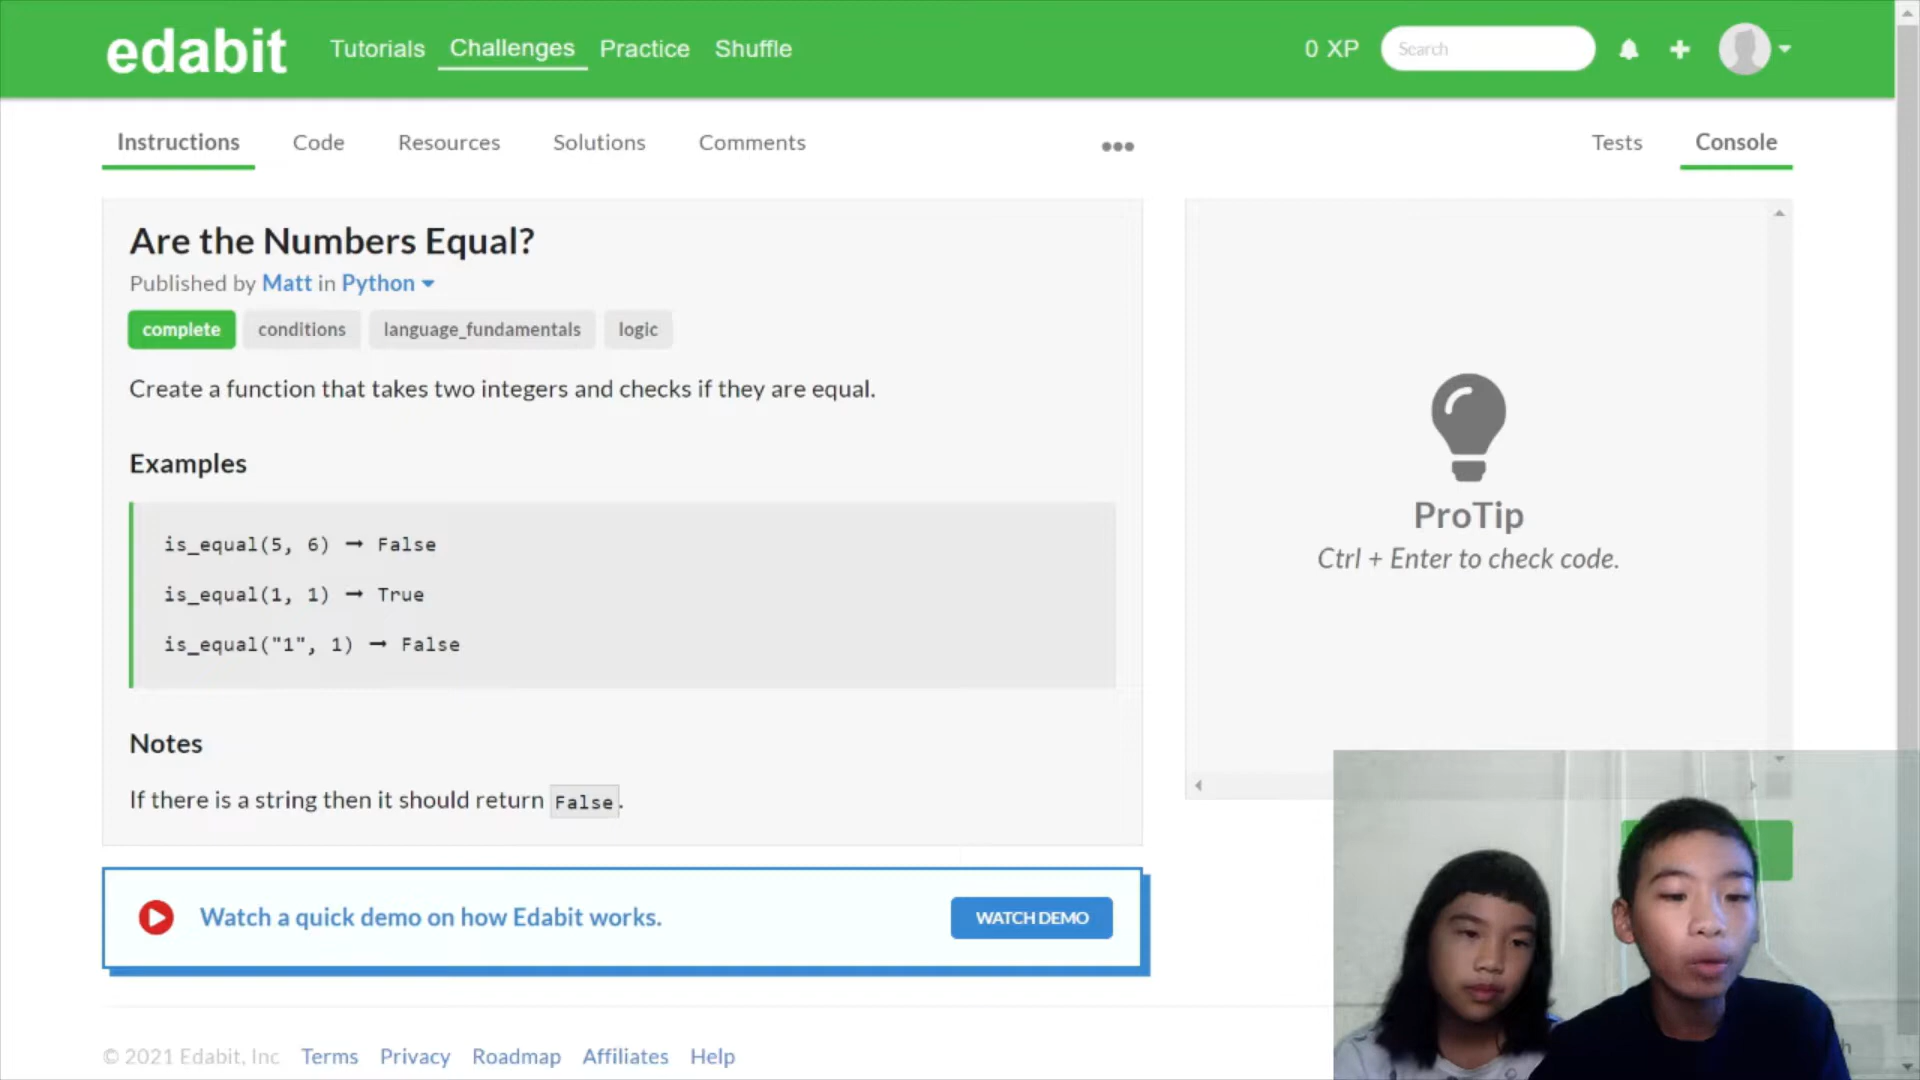 edabit
Tutorials Challenges Practice Shuffle
0 XP
Search
Instructions Code Resources Solutions Comments
Tests Console
Are the Numbers Equal?
Published by Matt in Python
complete conditions language_fundamentals logic
Create a function that takes two integers and checks if they are equal.
Examples
is_equal(5, 6) ➞ False
is_equal(1, 1) ➞ True
is_equal("1", 1) ➞ False
Notes
If there is a string then it should return False.
ProTip
Ctrl + Enter to check code.
Watch a quick demo on how Edabit works.
WATCH DEMO
© 2021 Edabit, Inc Terms Privacy Roadmap Affiliates Help